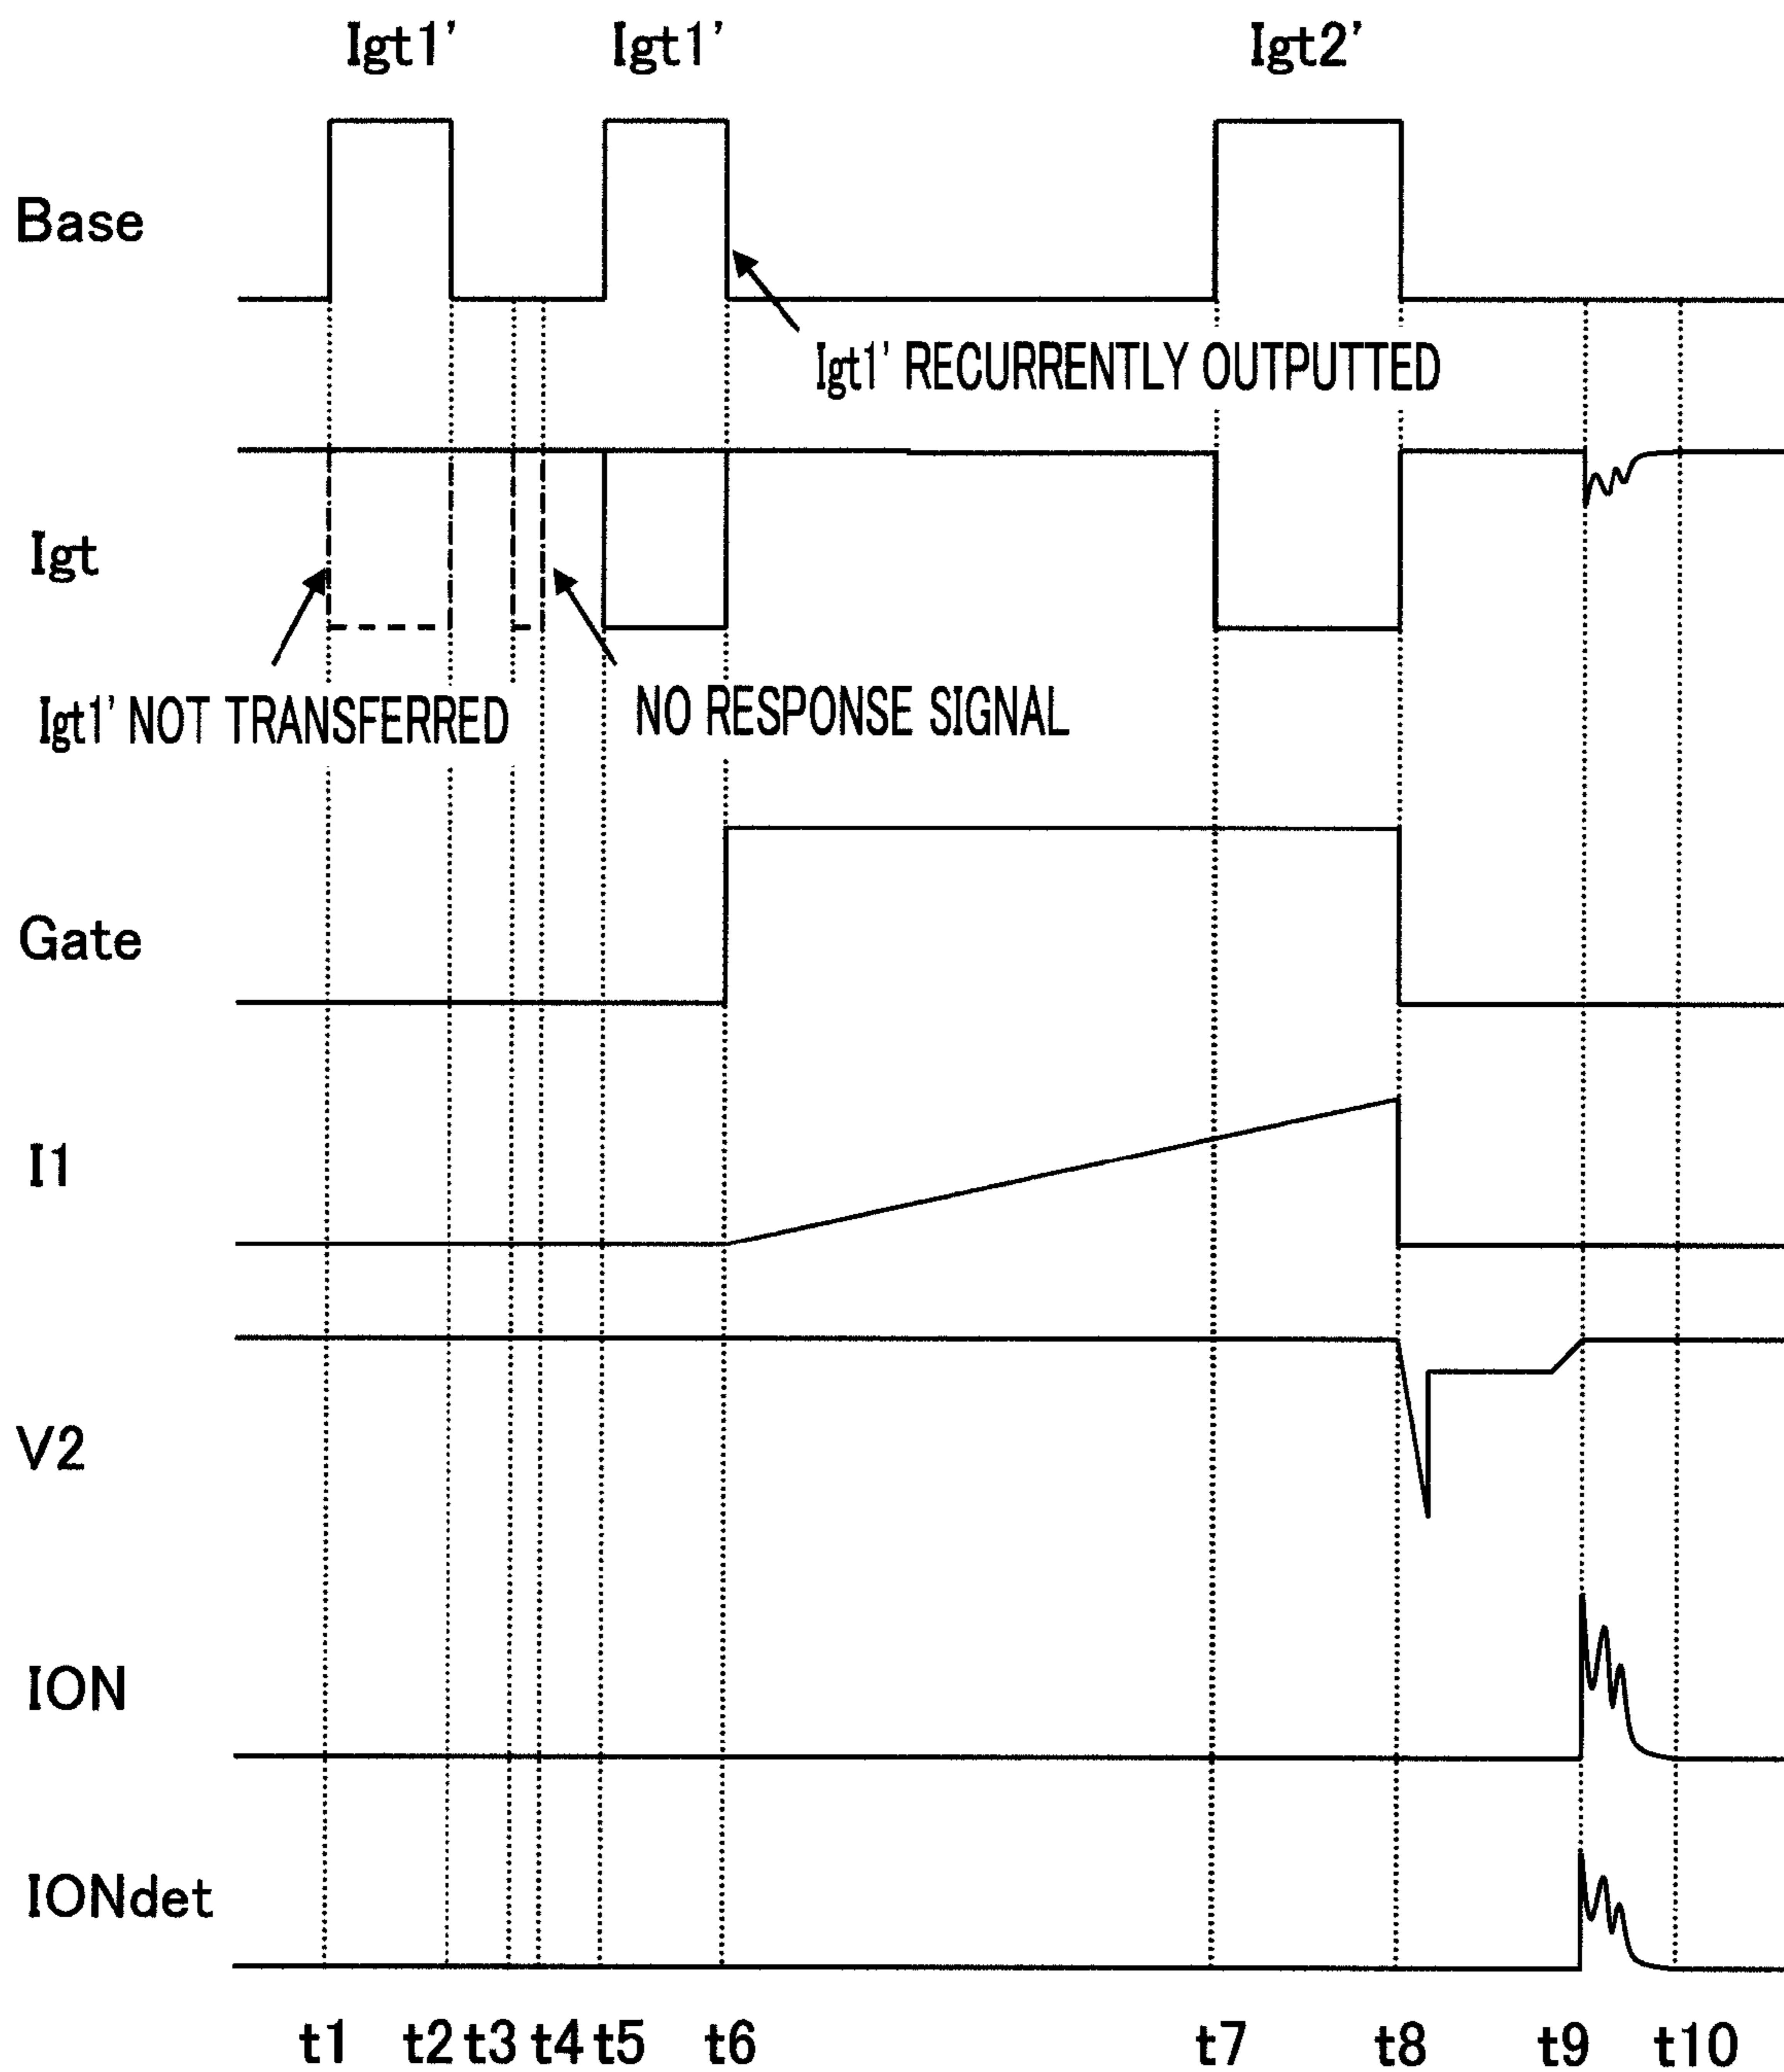 Igt1' Igt1' Igt2'
Base
Igt1' RECURRENTLY OUTPUTTED
Igt
Igt1' NOT TRANSFERRED
NO RESPONSE SIGNAL
Gate
I1
V2
ION
IONdet
t1 t2 t3 t4 t5 t6 t7 t8 t9 t10